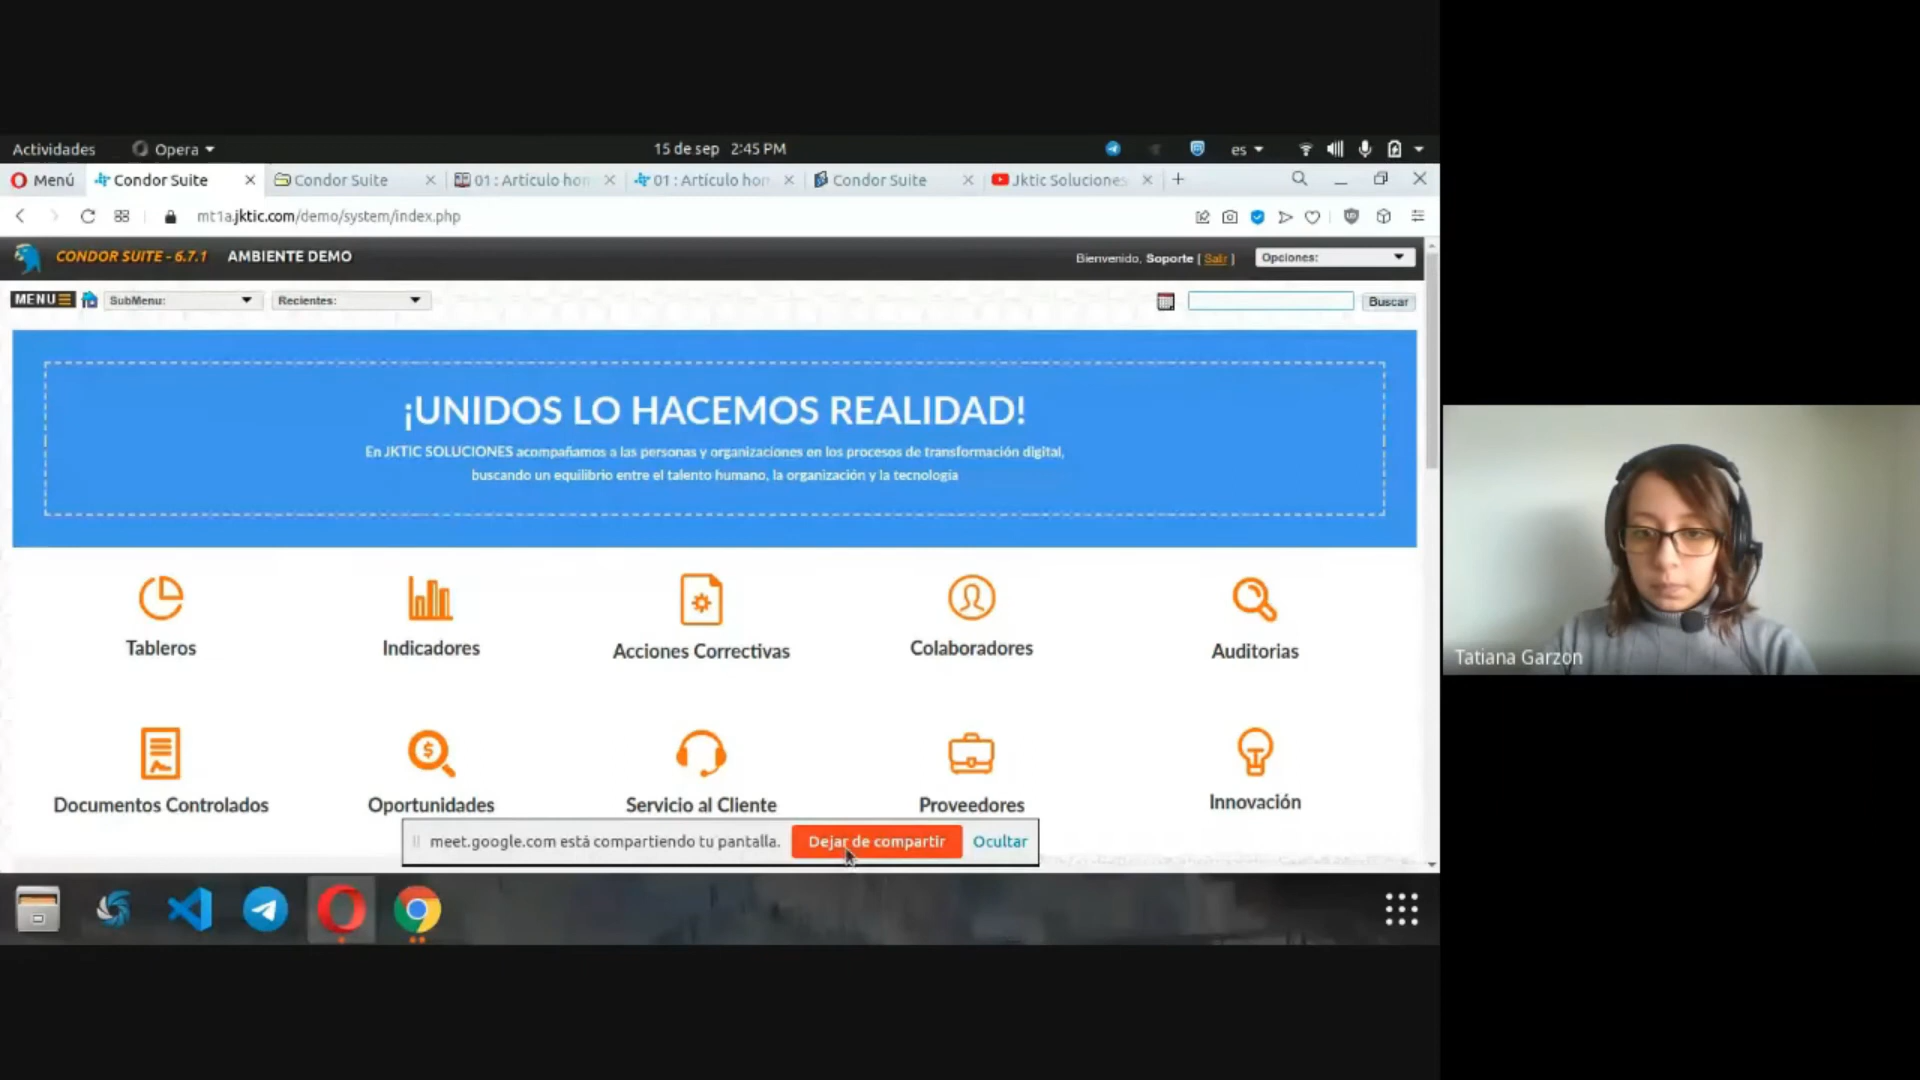 Actividades Opera 15 de sep 2:45 PM es
Menú Condor Suite Condor Suite 01 : Artículo hon 01 : Artículo hon Condor Suite Jktic Soluciones
mt1a.jktic.com/demo/system/index.php
CONDOR SUITE - 6.7.1 AMBIENTE DEMO Bienvenido, Soporte [ Salir ] Opciones:
MENU SubMenu: Recientes: Buscar
¡UNIDOS LO HACEMOS REALIDAD!
En JKTIC SOLUCIONES acompañamos a las personas y organizaciones en los procesos de transformación digital,
buscando un equilibrio entre el talento humano, la organización y la tecnología
Tableros Indicadores Acciones Correctivas Colaboradores Auditorias
Tatiana Garzon
Documentos Controlados Oportunidades Servicio al Cliente Proveedores Innovación
meet.google.com está compartiendo tu pantalla. Dejar de compartir Ocultar